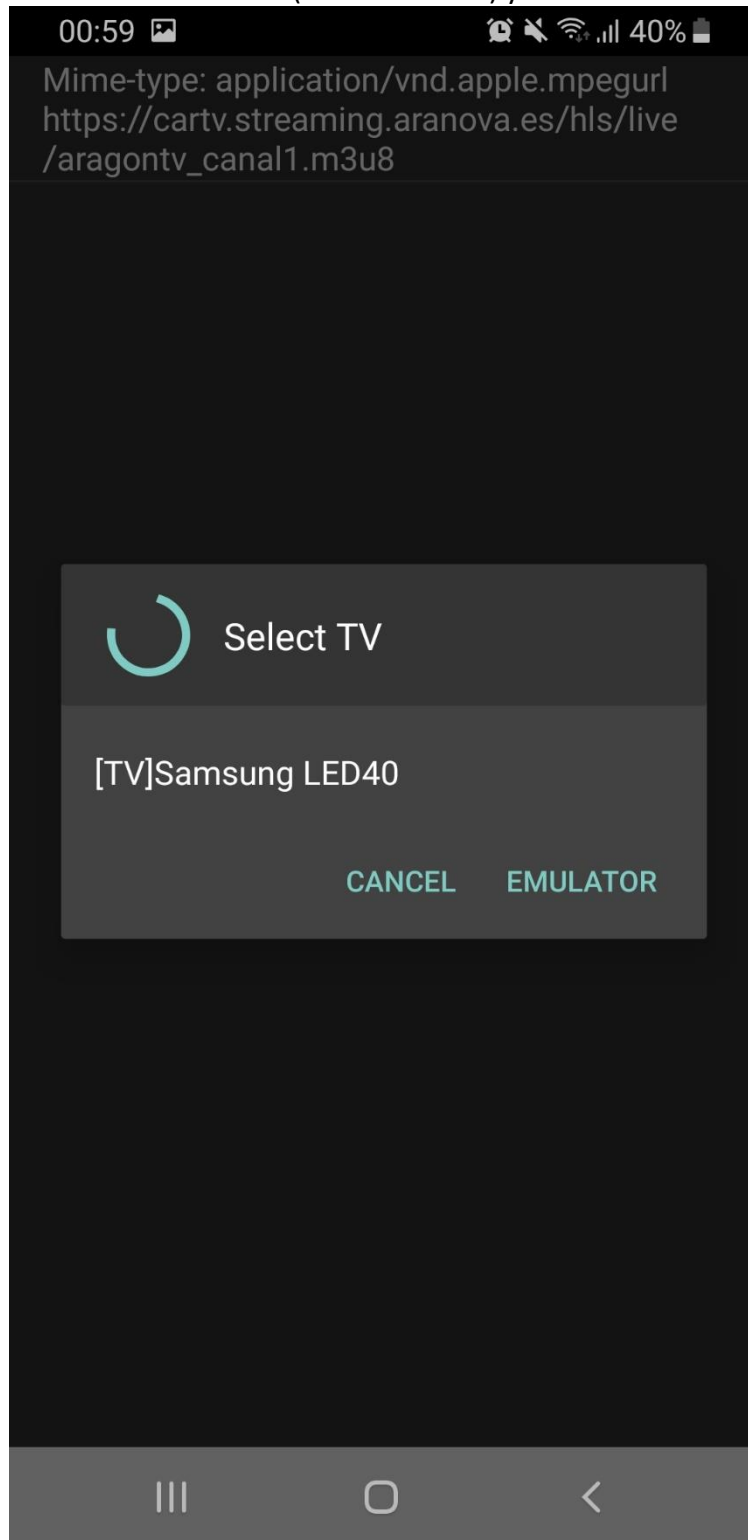 00:59 40%
Mime-type: application/vnd.apple.mpegurl
https://cartv.streaming.aranova.es/hls/live
/aragontv_canal1.m3u8
Select TV
[TV]Samsung LED40
CANCEL EMULATOR